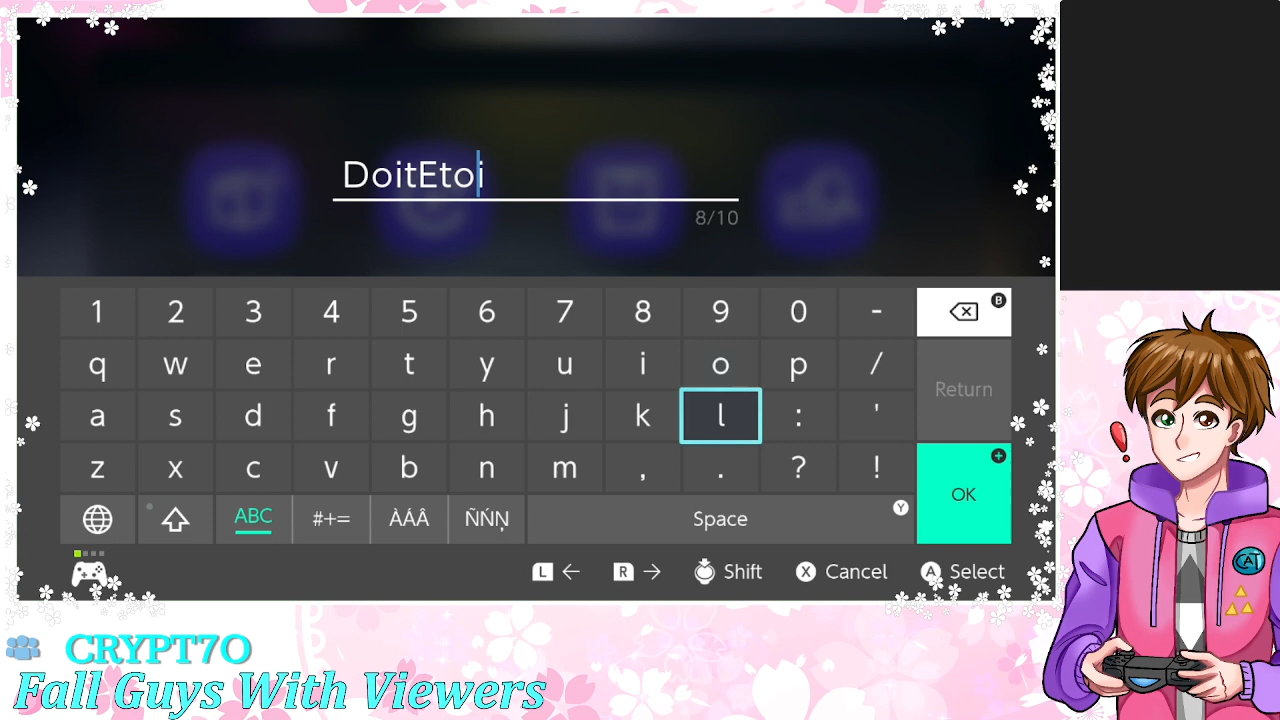 DoitEtoi
8/10
1 2 3 4 5 6 7 8 9 0 - B
q w e r t y u i o p / Return
a s d f g h j k l : '
z x c v b n m , . ? ! + OK
ABC #+= ÀÁÂ ÑŃŅ Space Y
L ← R → Shift X Cancel A Select
CAT
CRYPT7O
Fall Guys With Viewers